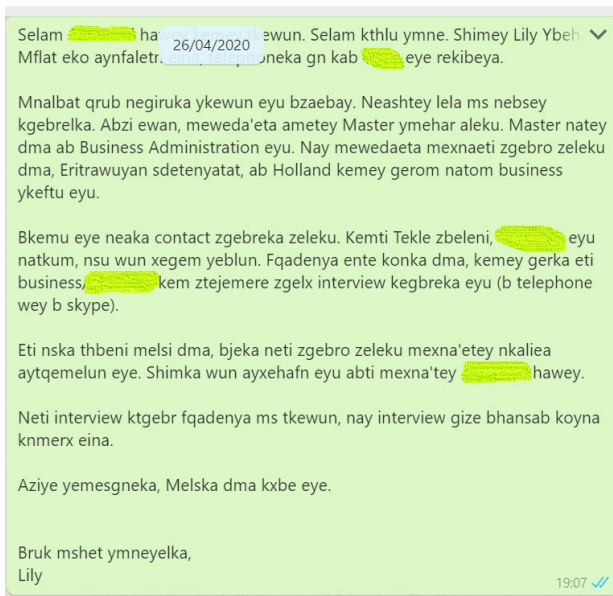 Selam hawey kemey tkewun. Selam kthlu ymne. Shimey Lily Ybeh
26/04/2020
Mflat eko aynfaletn eina, telephoneka gn kab eye rekibeya.
Mnalbat qrub negiruka ykewun eyu bzaebay. Neashtey lela ms nebsey
kgebrelka. Abzi ewan, meweda'eta ametey Master ymehar aleku. Master natey
dma ab Business Administration eyu. Nay mewedaeta mexnaeti zgebro zeleku
dma, Eritrawuyan sdetenyatat, ab Holland kemey gerom natom business
ykeftu eyu.
Bkemu eye neaka contact zgebreka zeleku. Kemti Tekle zbeleni, eyu
natkum, nsu wun xegem yeblun. Fqadenya ente konka dma, kemey gerka eti
business/ kem ztejemere zgelx interview kegbreka eyu (b telephone
wey b skype).
Eti nska thbeni melsi dma, bjeka neti zgebro zeleku mexna'etey nkaliea
aytqemelun eye. Shimka wun ayxehafn eyu abti mexna'tey hawey.
Neti interview ktgebr fqadenya ms tkewun, nay interview gize bhansab koyna
knmerx eina.
Aziye yemesgneka, Melska dma kxbe eye.
Bruk mshet ymneyelka,
Lily
19:07